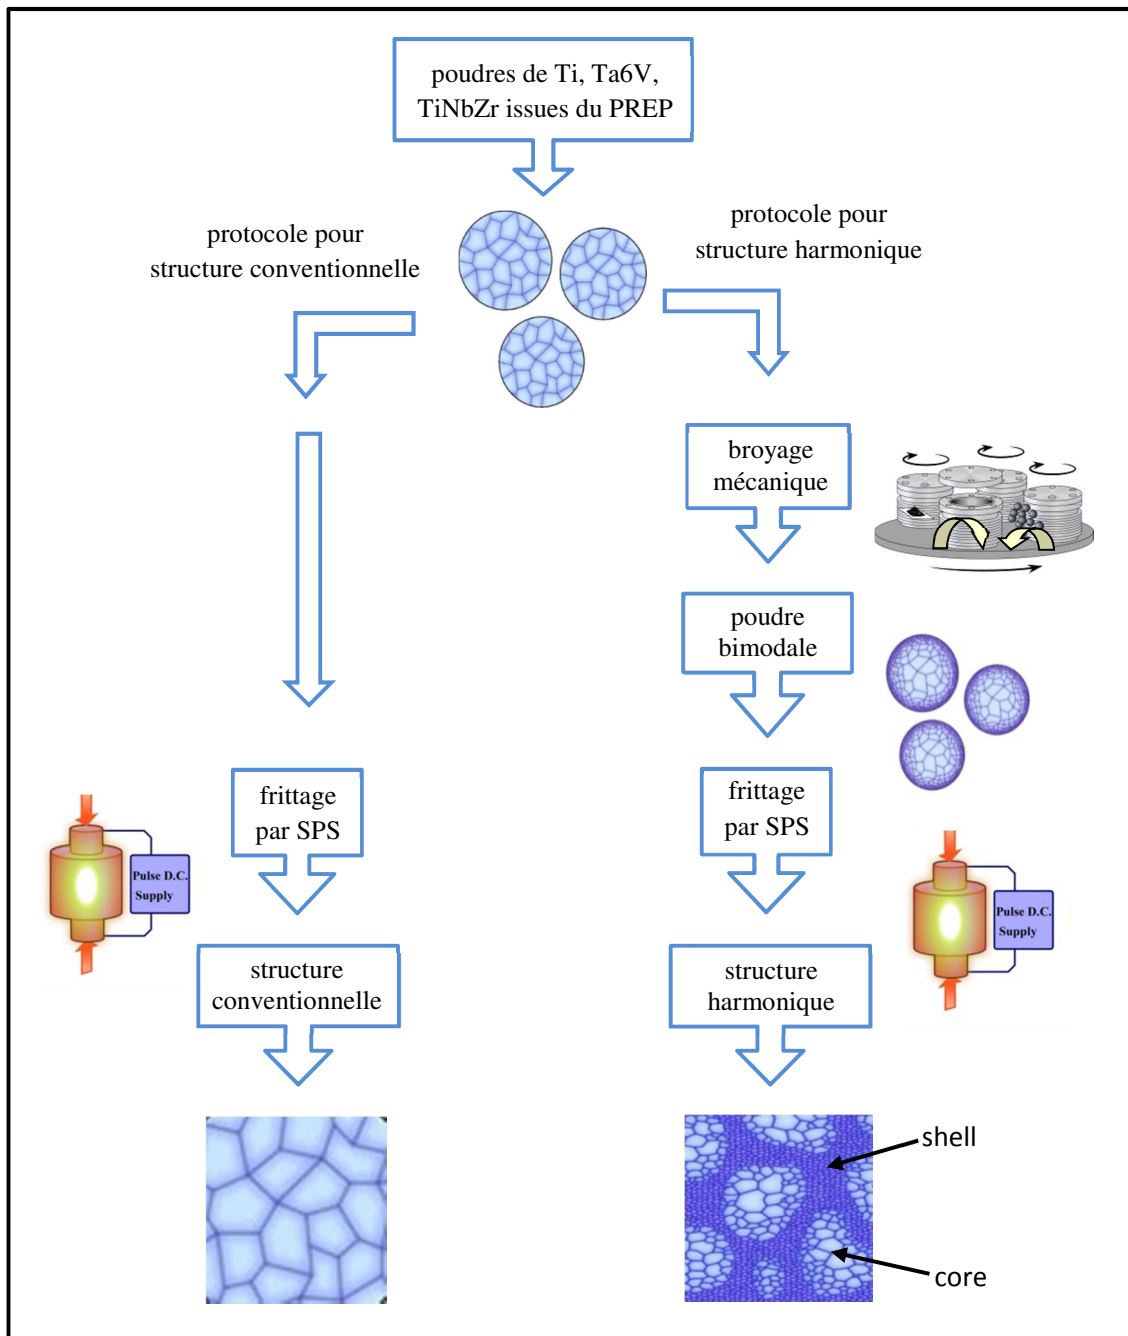 poudres de Ti, Ta6V,
TiNbZr issues du PREP
protocole pour
structure conventionnelle
protocole pour
structure harmonique
broyage
mécanique
poudre
bimodale
frittage
par SPS
Pulse D.C.
Supply
frittage
par SPS
Pulse D.C.
Supply
structure
conventionnelle
structure
harmonique
shell
core